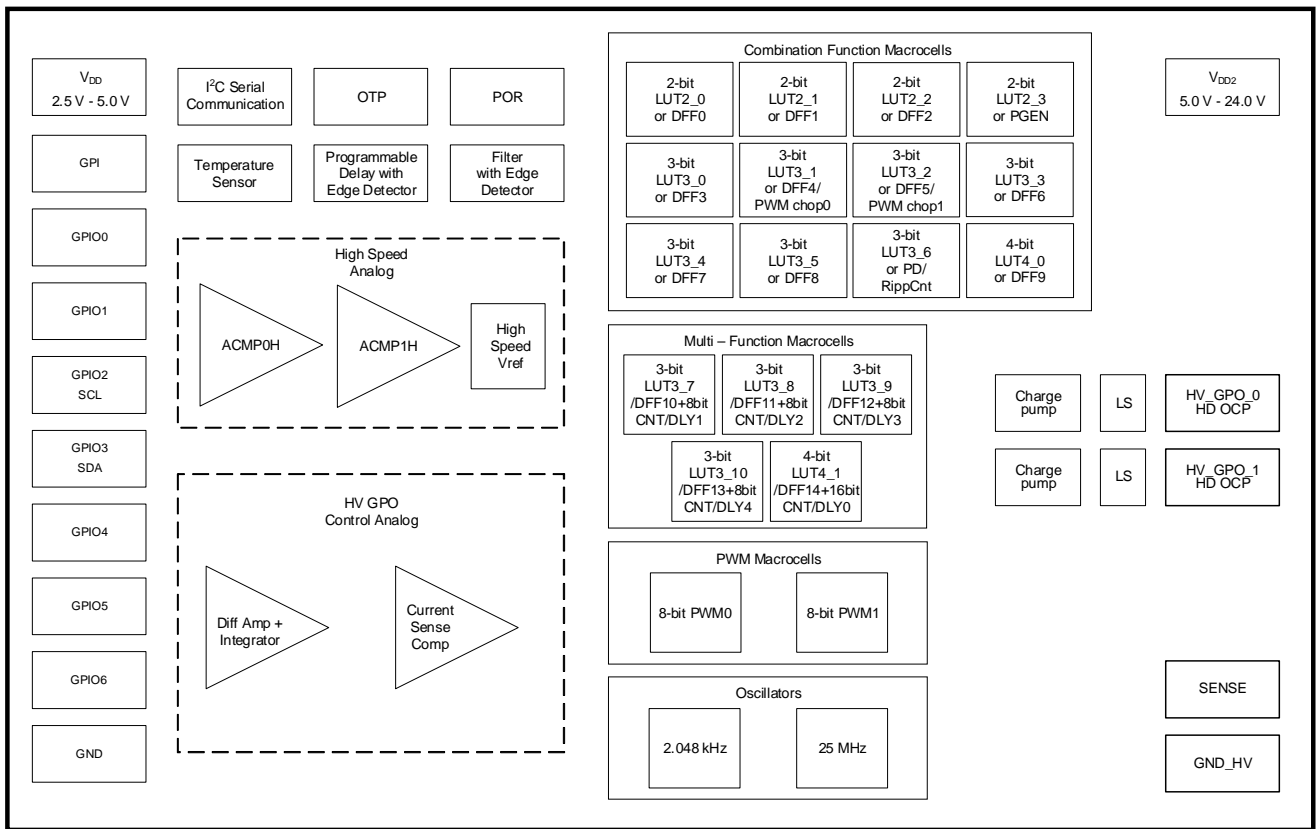 V_DD
2.5 V - 5.0 V
GPI
GPIO0
GPIO1
GPIO2
SCL
GPIO3
SDA
GPIO4
GPIO5
GPIO6
GND
I²C Serial
Communication
OTP
POR
Temperature
Sensor
Programmable
Delay with
Edge Detector
Filter
with Edge
Detector
High Speed
Analog
ACMP0H
ACMP1H
High
Speed
Vref
HV GPO
Control Analog
Diff Amp +
Integrator
Current
Sense
Comp
Combination Function Macrocells
2-bit
LUT2_0
or DFF0
2-bit
LUT2_1
or DFF1
2-bit
LUT2_2
or DFF2
2-bit
LUT2_3
or PGEN
3-bit
LUT3_0
or DFF3
3-bit
LUT3_1
or DFF4/
PWM chop0
3-bit
LUT3_2
or DFF5/
PWM chop1
3-bit
LUT3_3
or DFF6
3-bit
LUT3_4
or DFF7
3-bit
LUT3_5
or DFF8
3-bit
LUT3_6
or PD/
RippCnt
4-bit
LUT4_0
or DFF9
Multi – Function Macrocells
3-bit
LUT3_7
/DFF10+8bit
CNT/DLY1
3-bit
LUT3_8
/DFF11+8bit
CNT/DLY2
3-bit
LUT3_9
/DFF12+8bit
CNT/DLY3
3-bit
LUT3_10
/DFF13+8bit
CNT/DLY4
4-bit
LUT4_1
/DFF14+16bit
CNT/DLY0
PWM Macrocells
8-bit PWM0
8-bit PWM1
Oscillators
2.048 kHz
25 MHz
V_DD2
5.0 V - 24.0 V
Charge
pump
LS
HV_GPO_0
HD OCP
Charge
pump
LS
HV_GPO_1
HD OCP
SENSE
GND_HV